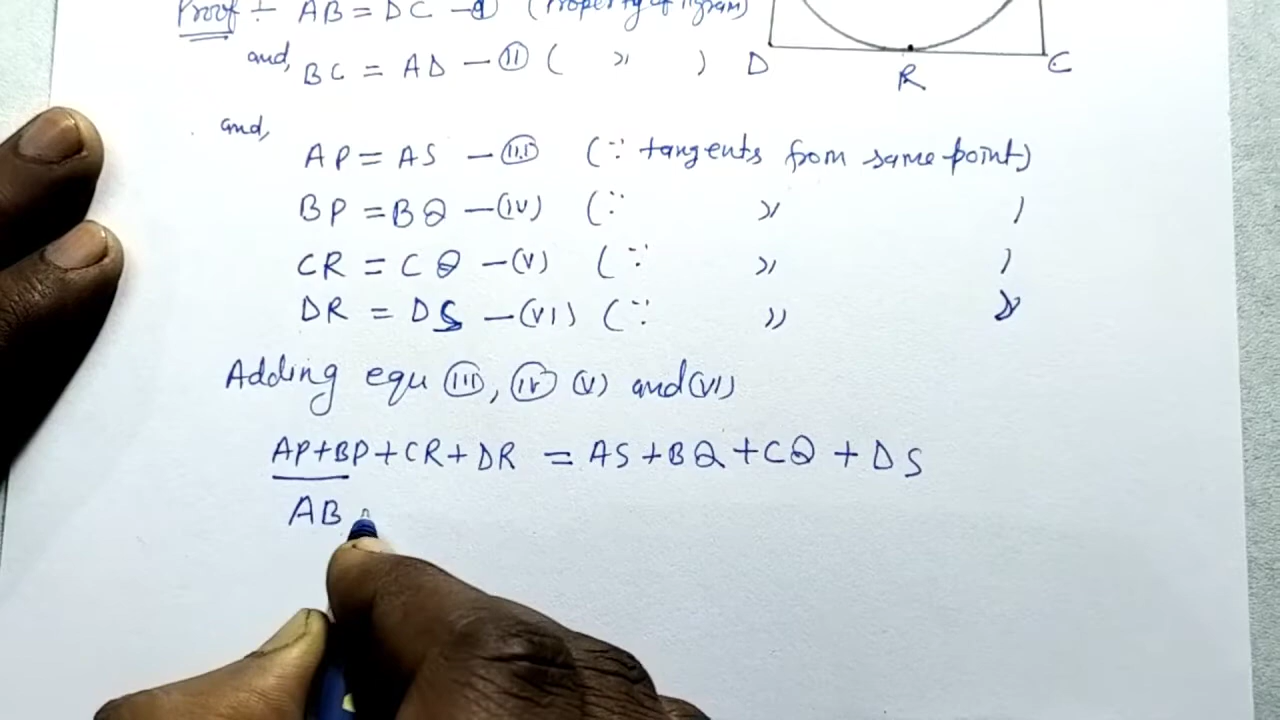 Proof ÷ AB = DC – (I) (Property of ||gram)
and, BC = AD – (II) ( " )
D
R
C
and,
AP = AS – (III) (∵ tangents from same point)
BP = BQ – (IV) (∵ " )
CR = CQ – (V) (∵ " )
DR = DS – (VI) (∵ " )
Adding equ (III), (IV) (V) and (VI)
AP+BP+CR+DR = AS+BQ+CQ+DS
AB